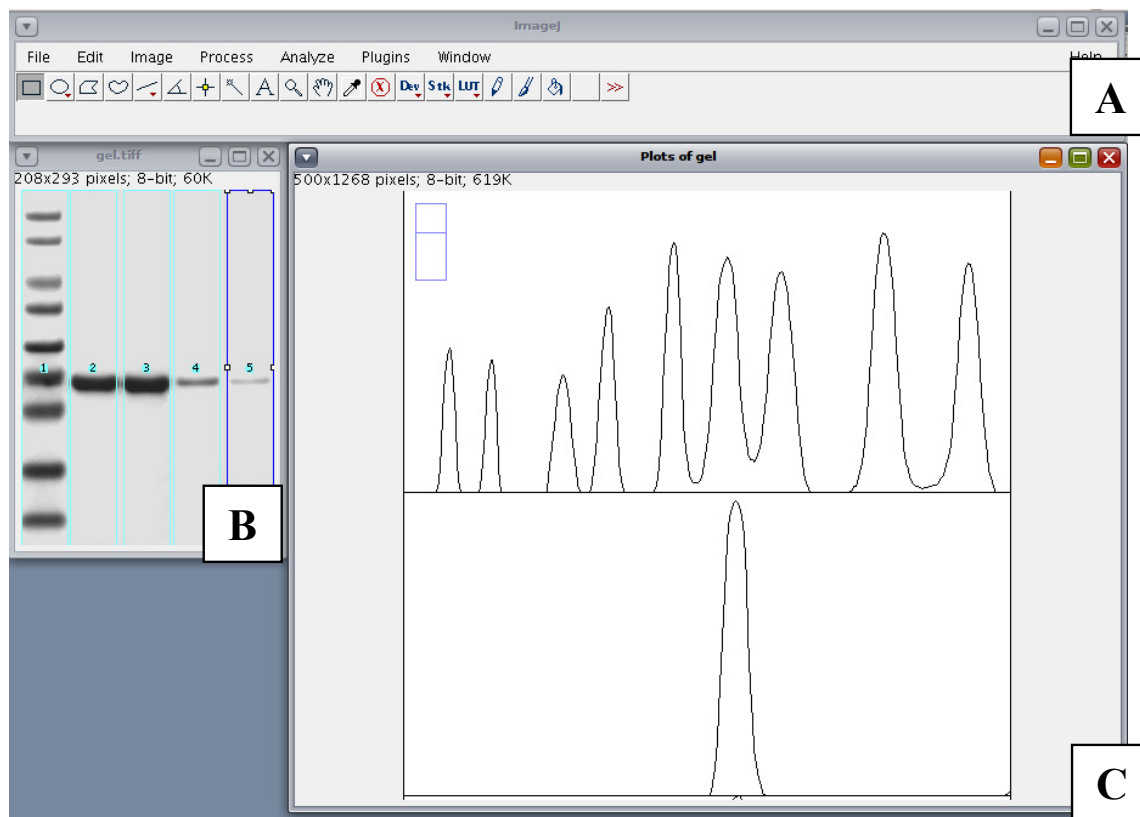 ImageJ
File Edit Image Process Analyze Plugins Window Help
A Dev Stk LUT >>
A
gel.tiff
208x293 pixels; 8-bit; 60K
1 2 3 4 5
B
Plots of gel
500x1268 pixels; 8-bit; 619K
C